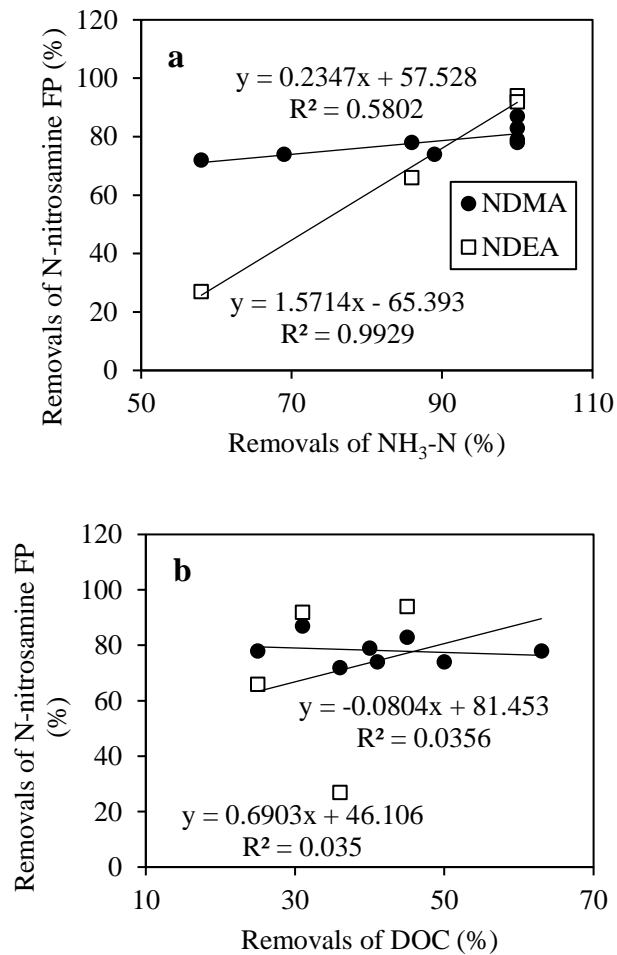 a
y = 0.2347x + 57.528
R² = 0.5802
NDMA
NDEA
y = 1.5714x - 65.393
R² = 0.9929
120
100
80
60
40
20
0
50
70
90
110
Removals of N-nitrosamine FP (%)
Removals of NH₃-N (%)
b
y = -0.0804x + 81.453
R² = 0.0356
y = 0.6903x + 46.106
R² = 0.035
120
100
80
60
40
20
0
10
30
50
70
Removals of N-nitrosamine FP
(%)
Removals of DOC (%)